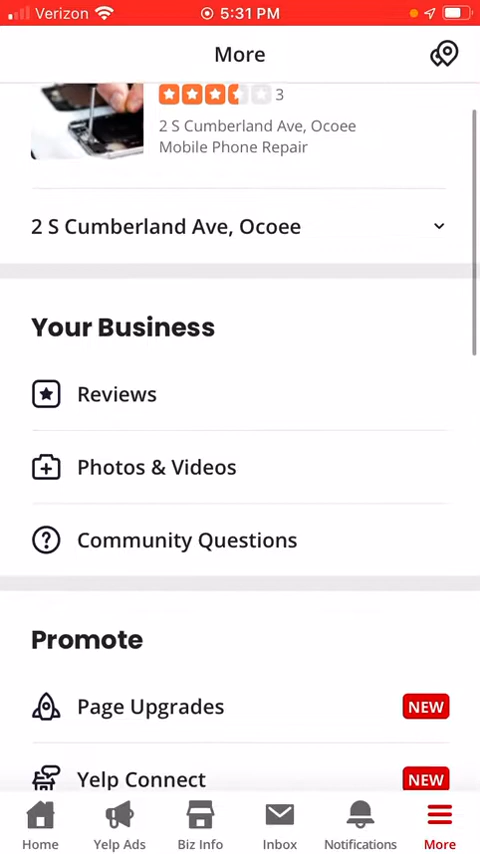 Verizon 5:31 PM
More
3
2 S Cumberland Ave, Ocoee
Mobile Phone Repair
2 S Cumberland Ave, Ocoee
Your Business
Reviews
Photos & Videos
Community Questions
Promote
Page Upgrades NEW
Yelp Connect NEW
Home Yelp Ads Biz Info Inbox Notifications More